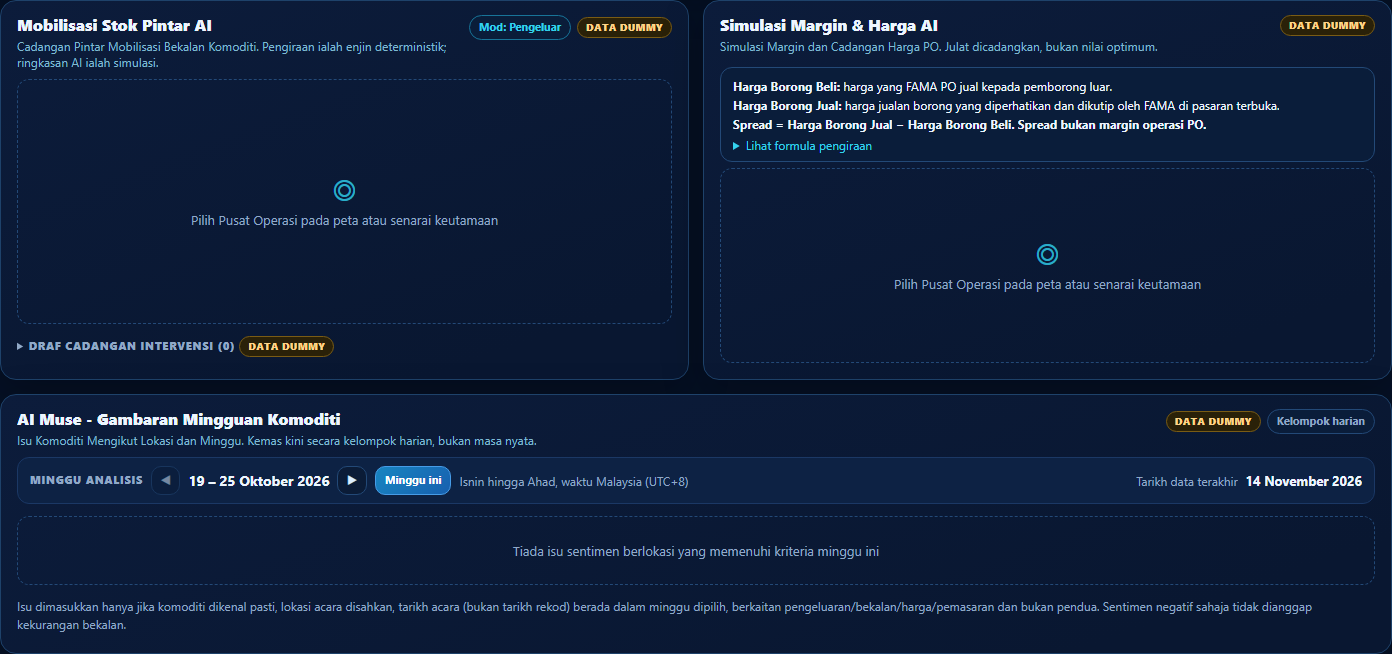 Mobilisasi Stok Pintar AI
Mod: Pengeluar
DATA DUMMY
Cadangan Pintar Mobilisasi Bekalan Komoditi. Pengiraan ialah enjin deterministik;
ringkasan AI ialah simulasi.
Pilih Pusat Operasi pada peta atau senarai keutamaan
DRAF CADANGAN INTERVENSI (0)
DATA DUMMY
Simulasi Margin & Harga AI
DATA DUMMY
Simulasi Margin dan Cadangan Harga PO. Julat dicadangkan, bukan nilai optimum.
Harga Borong Beli: harga yang FAMA PO jual kepada pemborong luar.
Harga Borong Jual: harga jualan borong yang diperhatikan dan dikutip oleh FAMA di pasaran terbuka.
Spread = Harga Borong Jual − Harga Borong Beli. Spread bukan margin operasi PO.
Lihat formula pengiraan
Pilih Pusat Operasi pada peta atau senarai keutamaan
AI Muse - Gambaran Mingguan Komoditi
DATA DUMMY
Kelompok harian
Isu Komoditi Mengikut Lokasi dan Minggu. Kemas kini secara kelompok harian, bukan masa nyata.
MINGGU ANALISIS
19 – 25 Oktober 2026
Minggu ini
Isnin hingga Ahad, waktu Malaysia (UTC+8)
Tarikh data terakhir 14 November 2026
Tiada isu sentimen berlokasi yang memenuhi kriteria minggu ini
Isu dimasukkan hanya jika komoditi dikenal pasti, lokasi acara disahkan, tarikh acara (bukan tarikh rekod) berada dalam minggu dipilih, berkaitan pengeluaran/bekalan/harga/pemasaran dan bukan pendua. Sentimen negatif sahaja tidak dianggap
kekurangan bekalan.